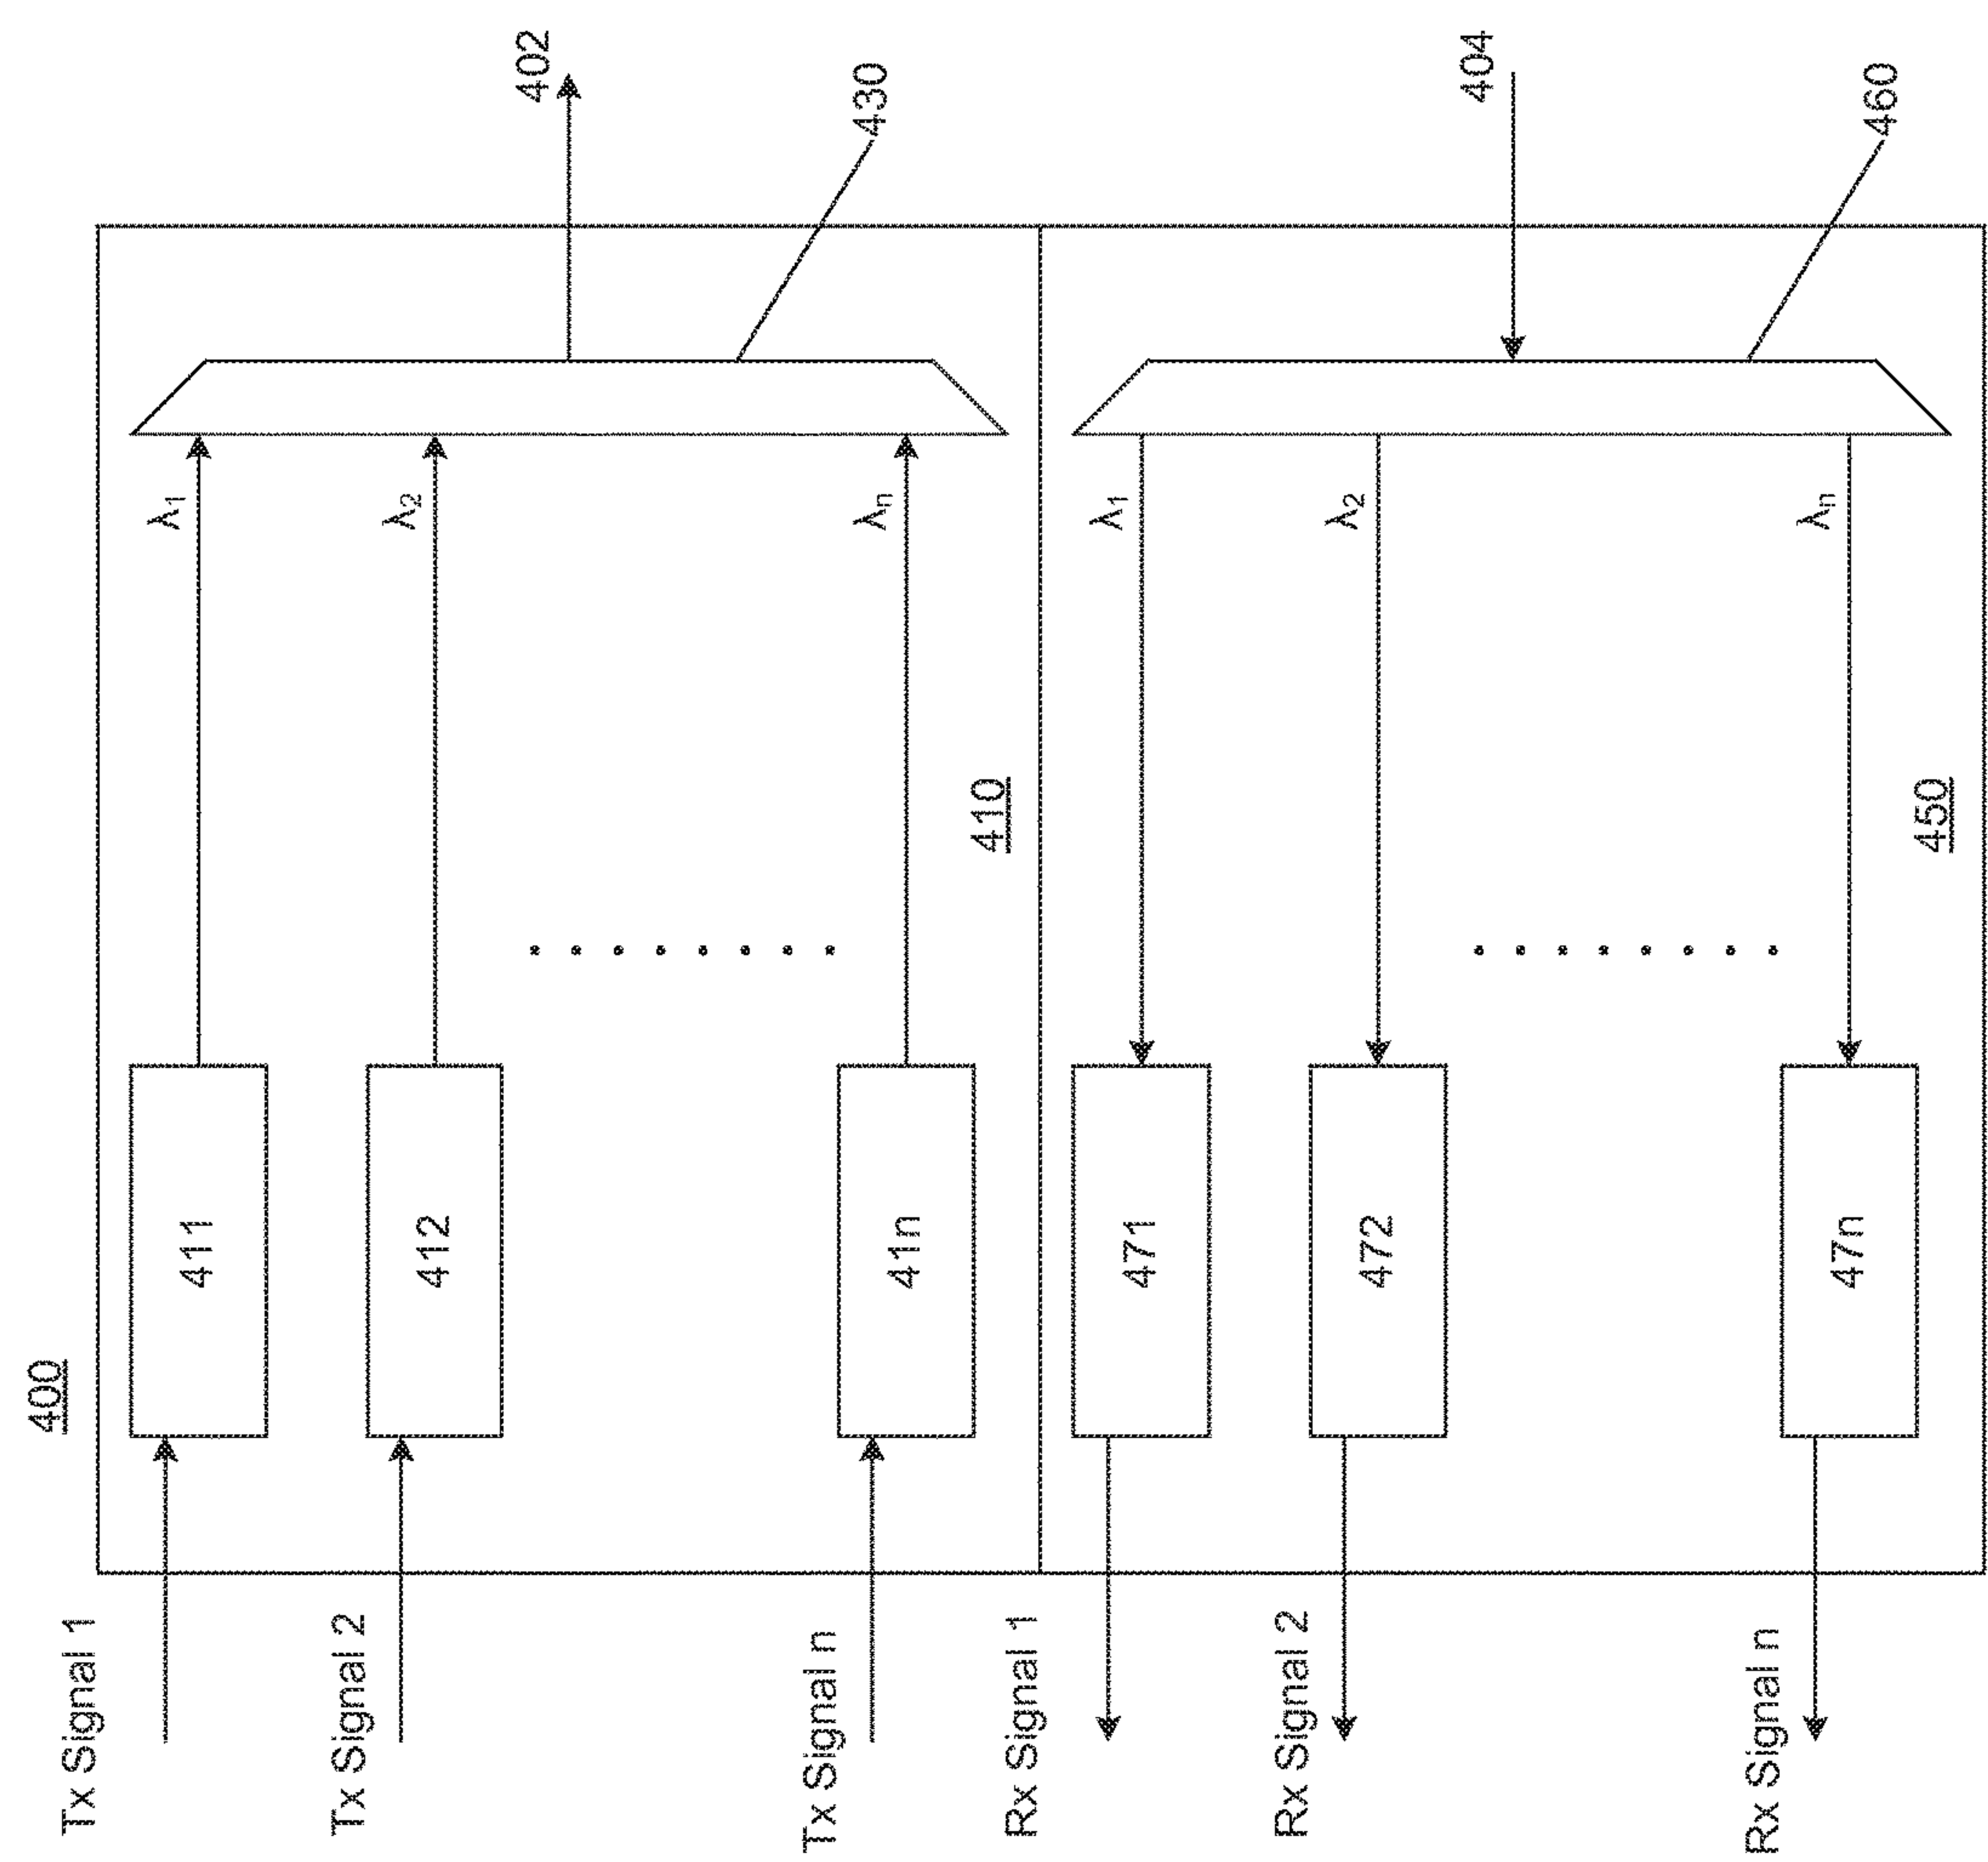 400
Tx Signal 1
411
λ1
Tx Signal 2
412
λ2
402
Tx Signal n
41n
λn
430
410
Rx Signal 1
471
λ1
Rx Signal 2
472
λ2
404
Rx Signal n
47n
λn
460
450